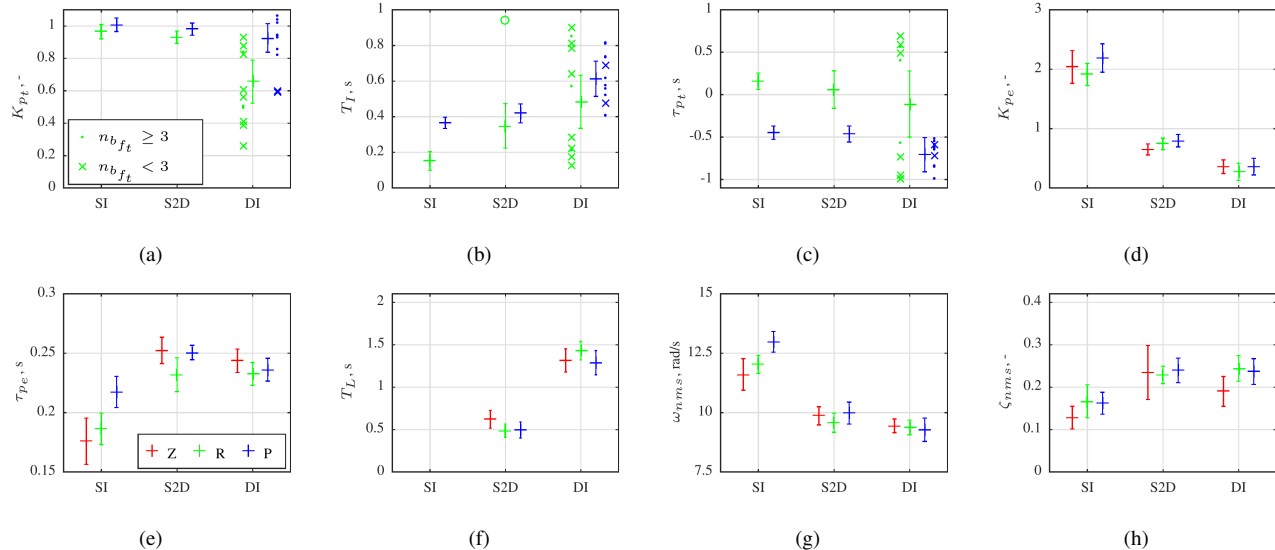 1
0.8
0.6
0.4
0.2
0
K_{p_t}, -
n_{b_{f_t}} ≥ 3
n_{b_{f_t}} < 3
SI S2D DI
(a)
1
0.8
0.6
0.4
0.2
0
T_I, s
SI S2D DI
(b)
1
0.5
0
-0.5
-1
τ_{p_t}, s
SI S2D DI
(c)
3
2
1
0
K_{p_e}, -
SI S2D DI
(d)
0.3
0.25
0.2
0.15
τ_{p_e}, s
Z R P
SI S2D DI
(e)
2
1.5
1
0.5
0
T_L, s
SI S2D DI
(f)
15
12.5
10
7.5
ω_{nms}, rad/s
SI S2D DI
(g)
0.4
0.3
0.2
0.1
0
ζ_{nms}, -
SI S2D DI
(h)